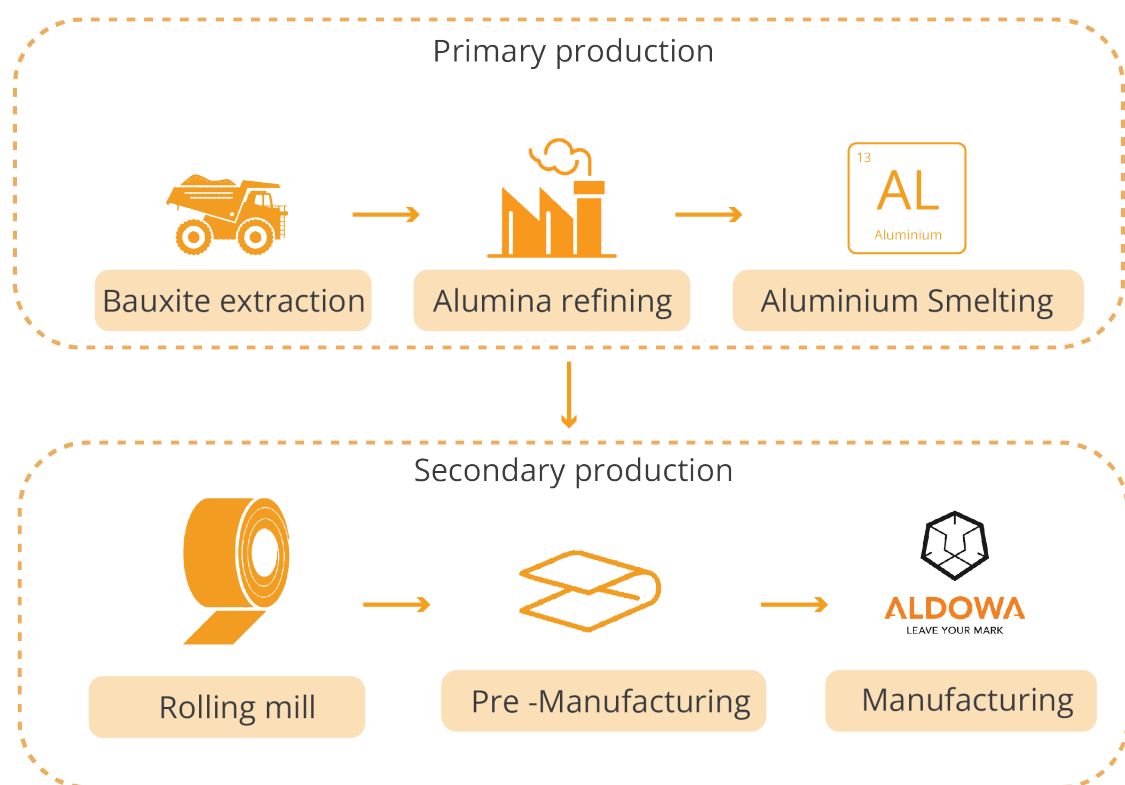 Primary production
13
AL
Aluminium
Bauxite extraction
Alumina refining
Aluminium Smelting
Secondary production
ALDOWA
LEAVE YOUR MARK
Rolling mill
Pre -Manufacturing
Manufacturing